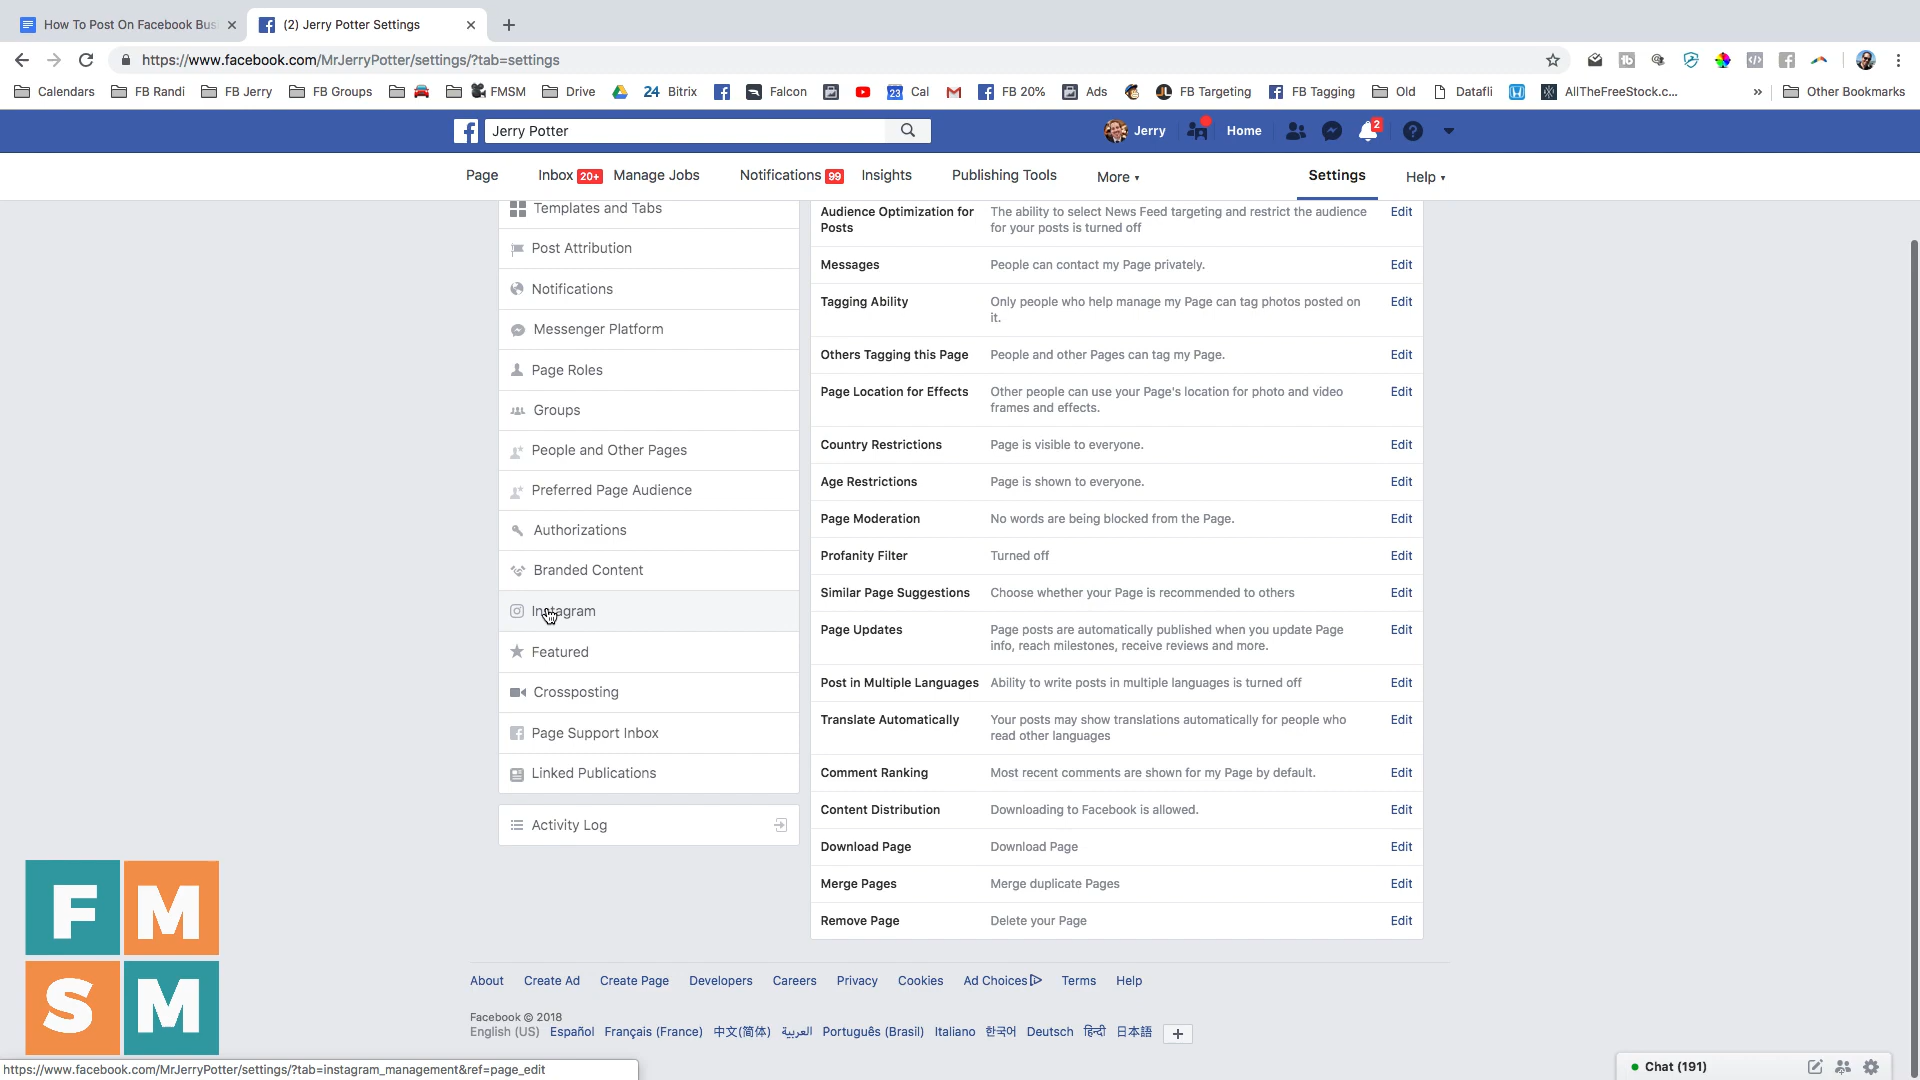 How To Post On Facebook Bus
(2) Jerry Potter Settings
https://www.facebook.com/MrJerryPotter/settings/?tab=settings
Calendars FB Randi FB Jerry FB Groups FMSM Drive 24 Bitrix Falcon 23 Cal FB 20% Ads FB Targeting FB Tagging Old Datafli AllTheFreeStock.c... » Other Bookmarks
Jerry Potter
Jerry Home 2
Page Inbox 20+ Manage Jobs Notifications 99 Insights Publishing Tools More Settings Help
Templates and Tabs
Post Attribution
Notifications
Messenger Platform
Page Roles
Groups
People and Other Pages
Preferred Page Audience
Authorizations
Branded Content
Instagram
Featured
Crossposting
Page Support Inbox
Linked Publications
Activity Log
Audience Optimization for Posts The ability to select News Feed targeting and restrict the audience for your posts is turned off Edit
Messages People can contact my Page privately. Edit
Tagging Ability Only people who help manage my Page can tag photos posted on it. Edit
Others Tagging this Page People and other Pages can tag my Page. Edit
Page Location for Effects Other people can use your Page's location for photo and video frames and effects. Edit
Country Restrictions Page is visible to everyone. Edit
Age Restrictions Page is shown to everyone. Edit
Page Moderation No words are being blocked from the Page. Edit
Profanity Filter Turned off Edit
Similar Page Suggestions Choose whether your Page is recommended to others Edit
Page Updates Page posts are automatically published when you update Page info, reach milestones, receive reviews and more. Edit
Post in Multiple Languages Ability to write posts in multiple languages is turned off Edit
Translate Automatically Your posts may show translations automatically for people who read other languages Edit
Comment Ranking Most recent comments are shown for my Page by default. Edit
Content Distribution Downloading to Facebook is allowed. Edit
Download Page Download Page Edit
Merge Pages Merge duplicate Pages Edit
Remove Page Delete your Page Edit
F M
S M
About Create Ad Create Page Developers Careers Privacy Cookies Ad Choices Terms Help
Facebook © 2018
English (US) Español Français (France) 中文(简体) العربية Português (Brasil) Italiano 한국어 Deutsch हिन्दी 日本語 +
https://www.facebook.com/MrJerryPotter/settings/?tab=instagram_management&ref=page_edit
Chat (191)